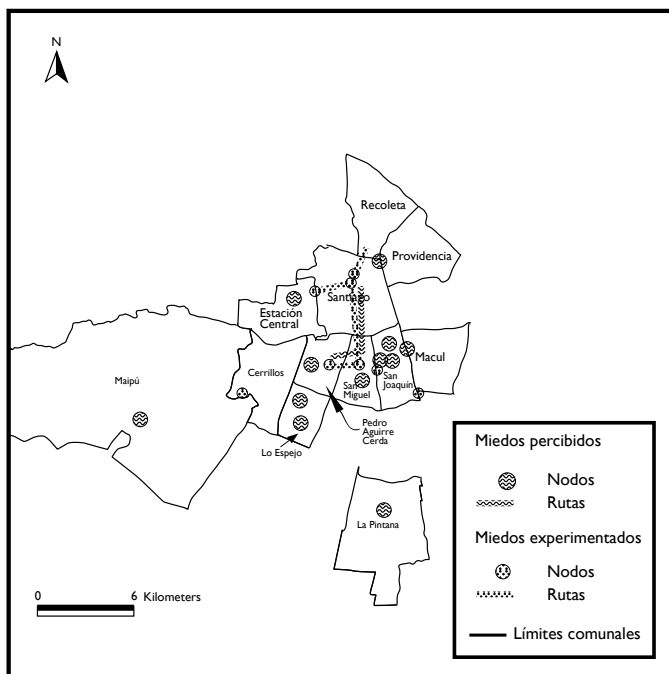 N
Recoleta
Providencia
Santiago
Estación
Central
Macul
Cerrillos
Maipú
San
Joaquín
San
Miguel
Pedro
Aguirre
Cerda
Lo Espejo
La Pintana
0 6 Kilometers
Miedos percibidos
Nodos
Rutas
Miedos experimentados
Nodos
Rutas
Límites comunales